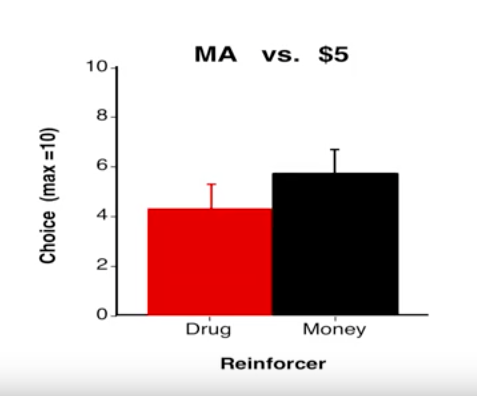 MA vs. $5
10
8
6
4
2
0
Choice (max =10)
Drug Money
Reinforcer